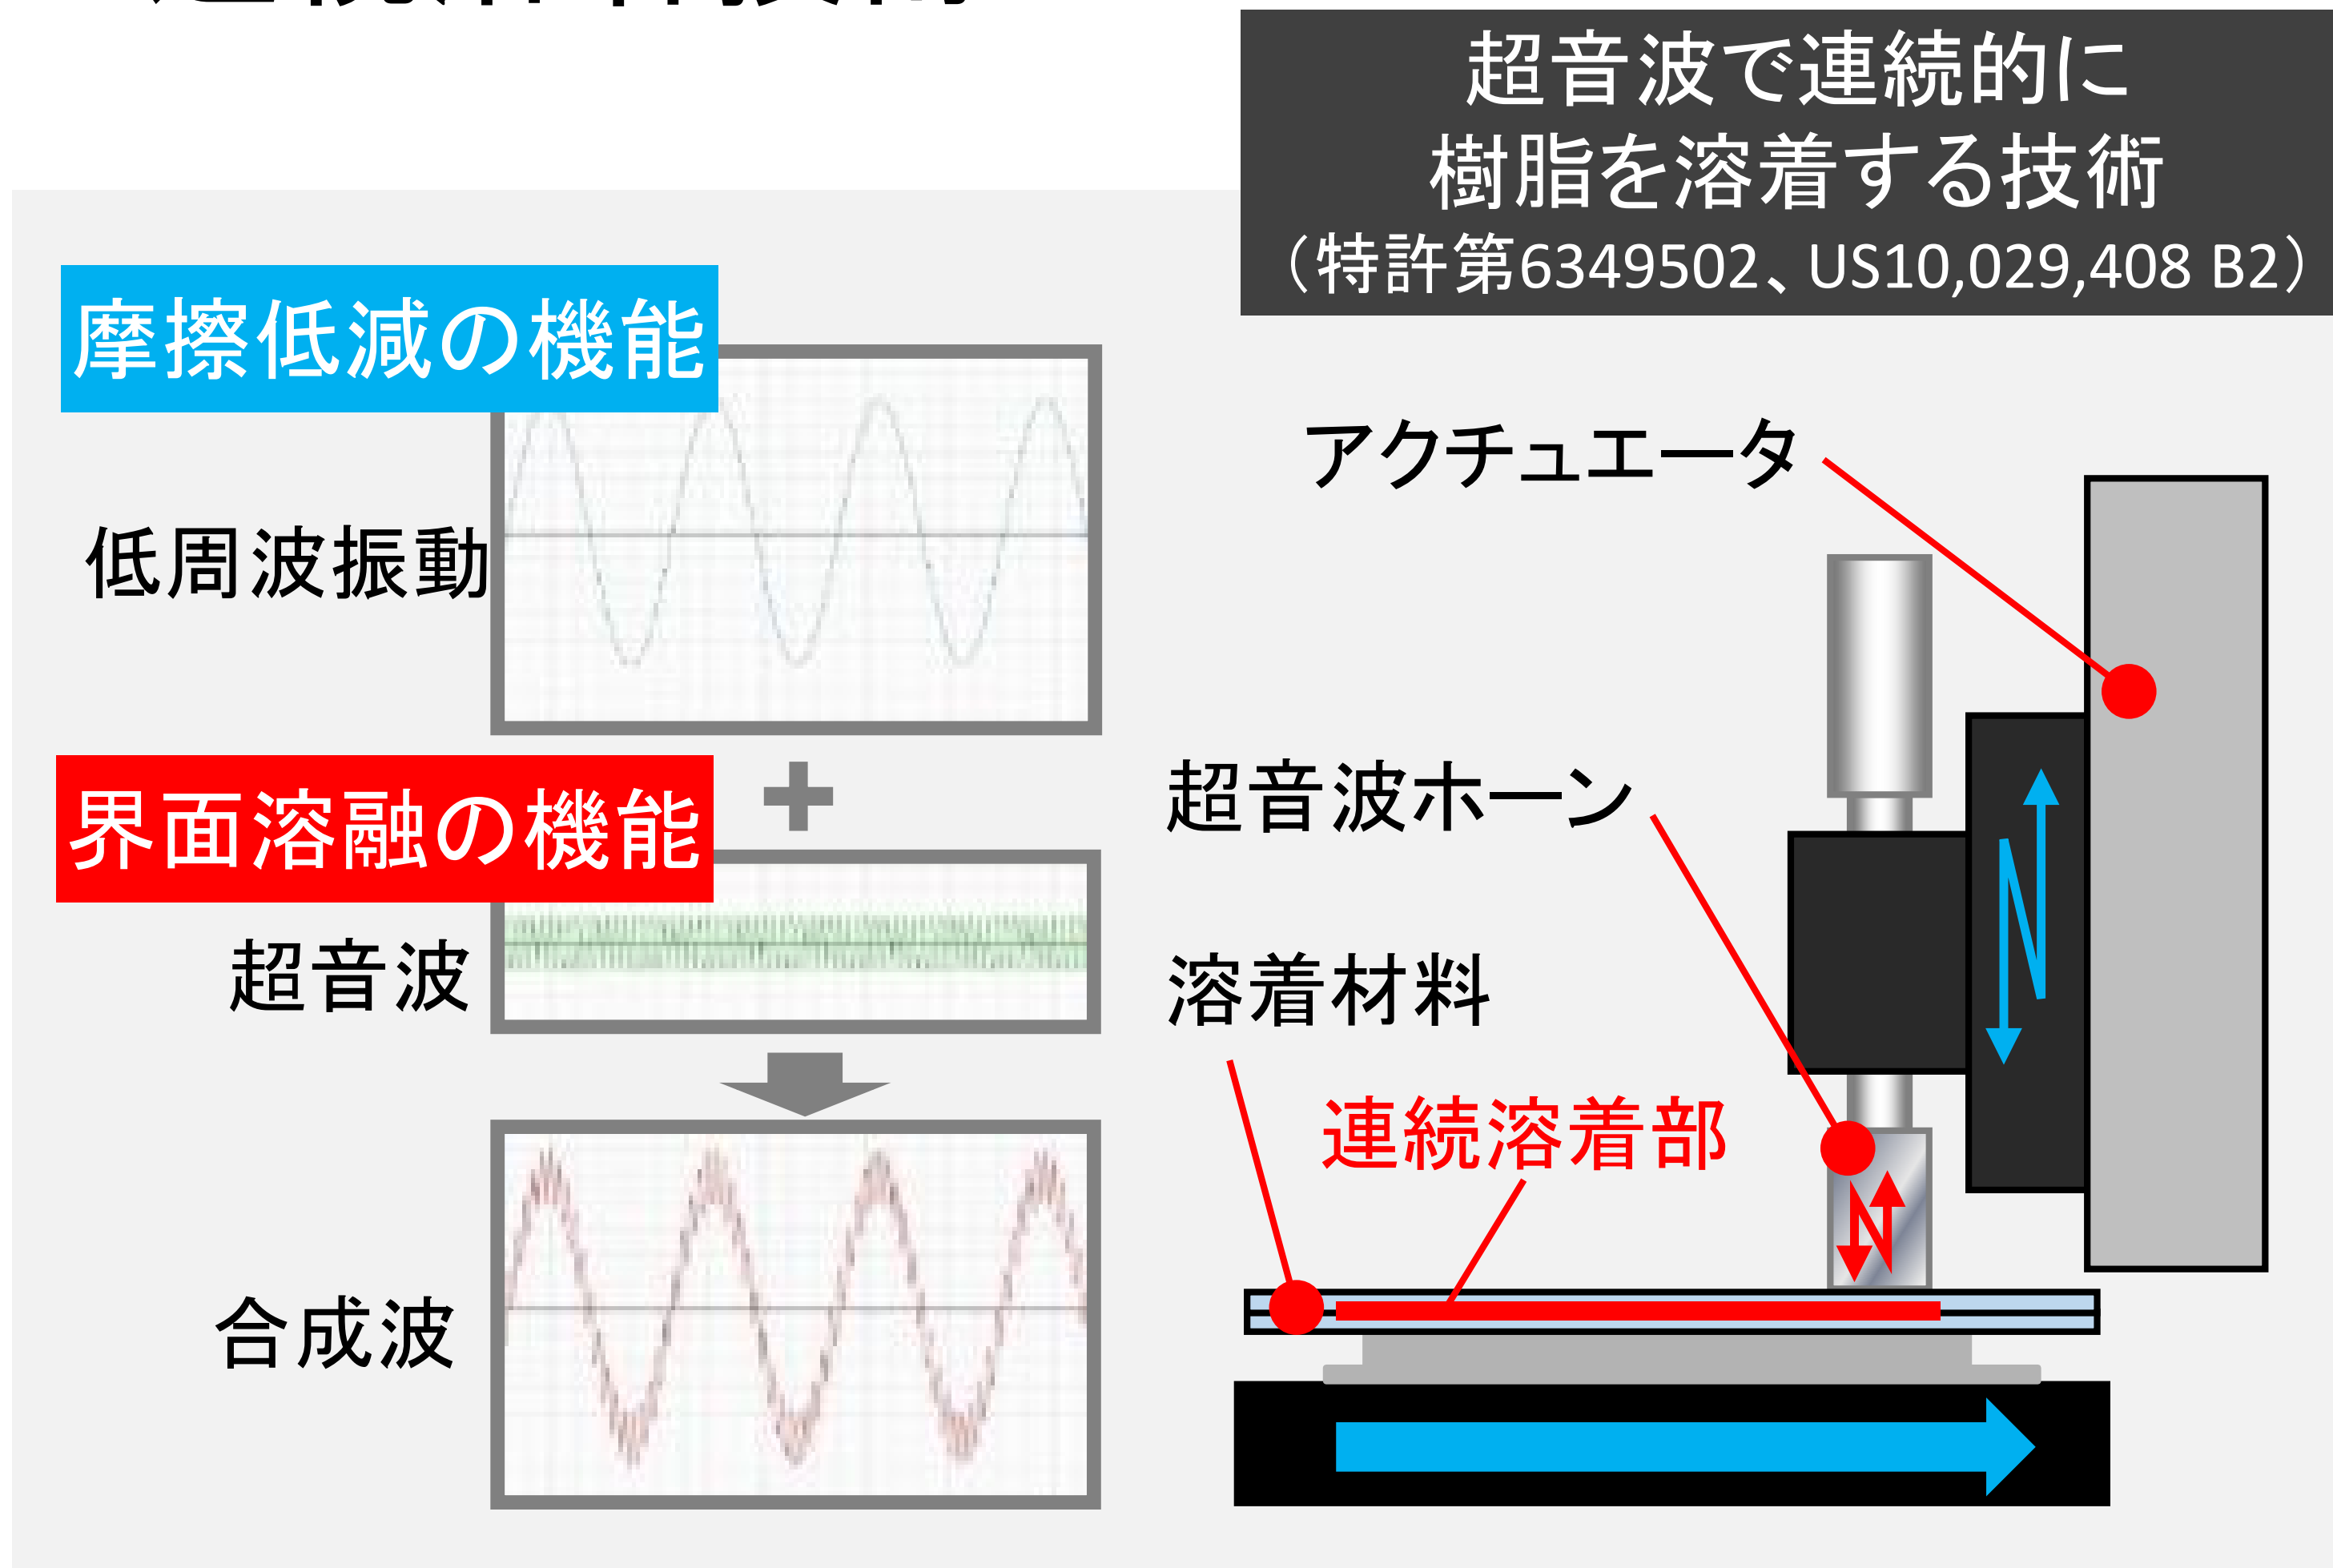 超音波で連続的に
樹脂を溶着する技術
（特許第6349502、US10,029,408 B2）
摩擦低減の機能
低周波振動
界面溶融の機能
超音波
合成波
アクチュエータ
超音波ホーン
溶着材料
連続溶着部